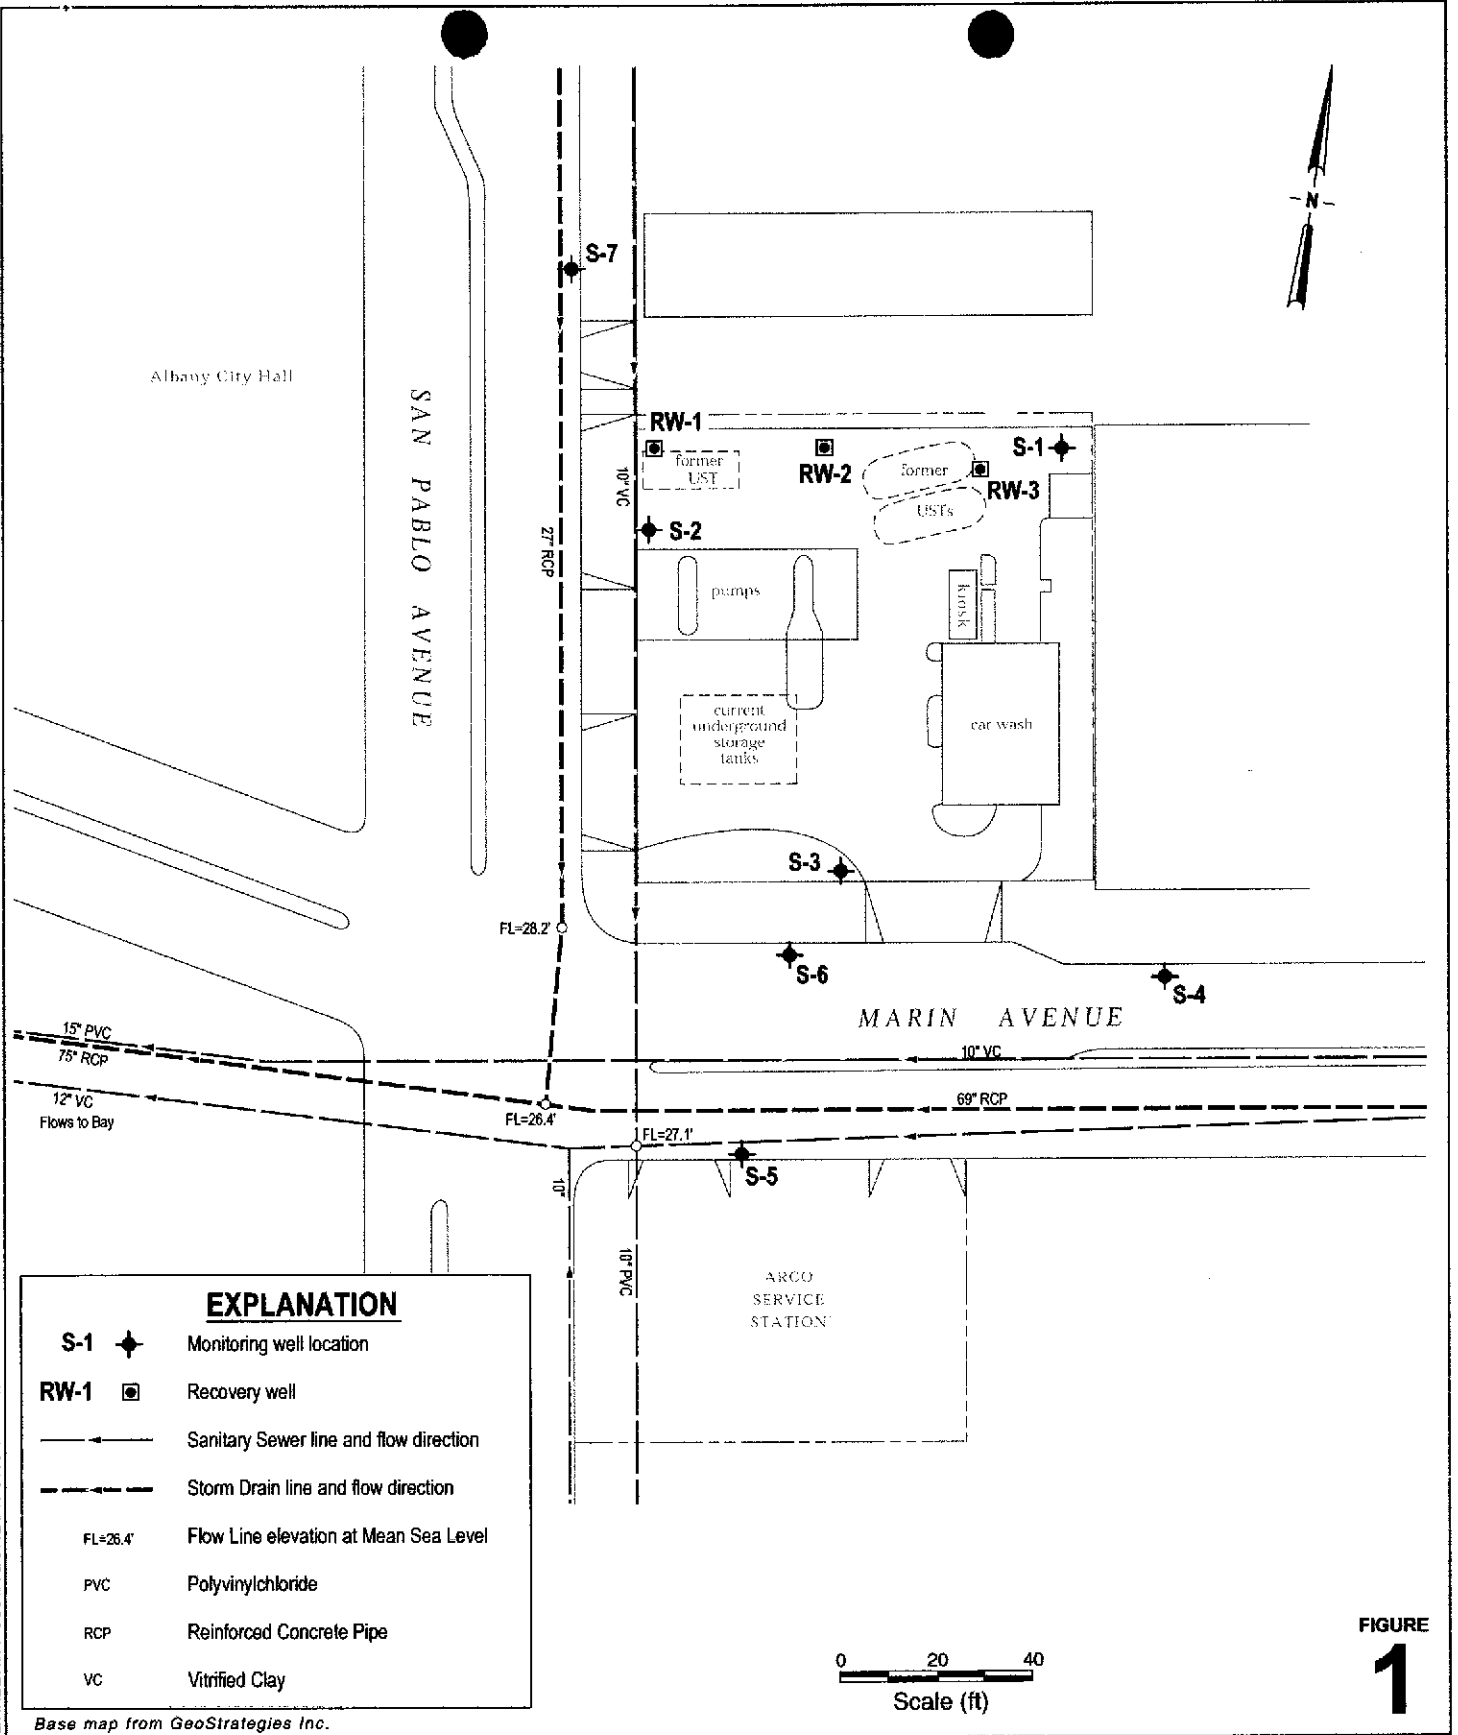 N
S-7
Albany City Hall
SAN PABLO AVENUE
RW-1
former
UST
10" VC
RW-2
former
USTs
S-1
RW-3
27" RCP
S-2
pumps
kiosk
current
underground
storage
tanks
car wash
S-3
FL=28.2'
S-6
S-4
MARIN AVENUE
15" PVC
75" RCP
10" VC
12" VC
Flows to Bay
69" RCP
FL=26.4'
FL=27.1'
S-5
10"
10" PVC
ARCO
SERVICE
STATION
EXPLANATION
S-1 Monitoring well location
RW-1 Recovery well
Sanitary Sewer line and flow direction
Storm Drain line and flow direction
FL=26.4' Flow Line elevation at Mean Sea Level
PVC Polyvinylchloride
RCP Reinforced Concrete Pipe
VC Vitrified Clay
0 20 40
Scale (ft)
FIGURE
1
Base map from GeoStrategies Inc.